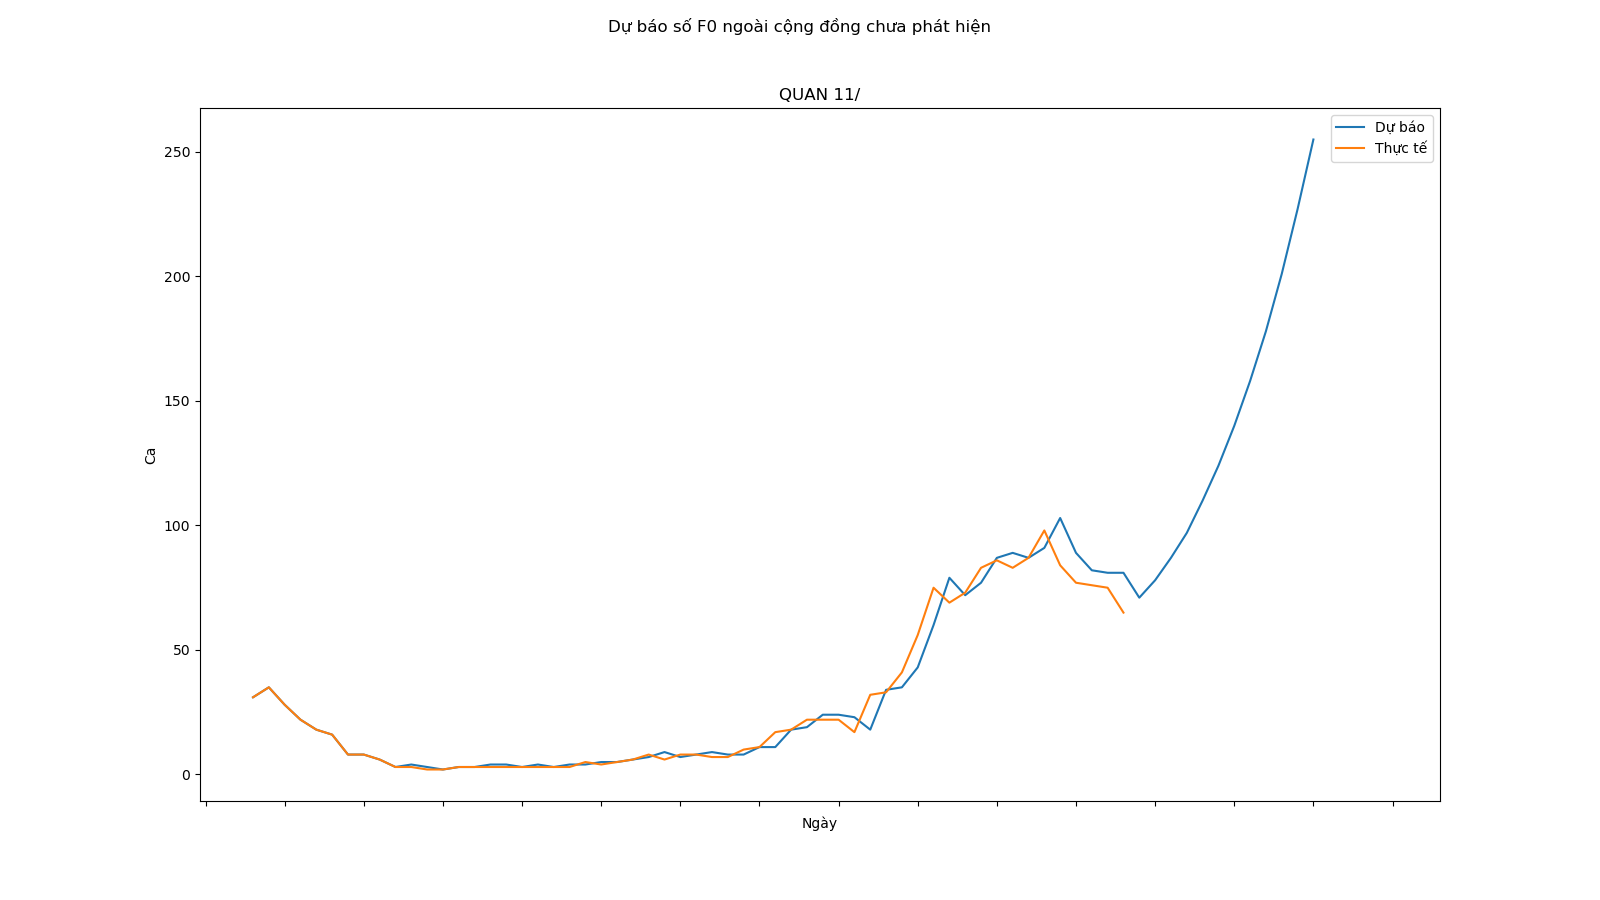 Dự báo số F0 ngoài cộng đồng chưa phát hiện
QUAN 11/
Dự báo
Thực tế
250
200
150
100
50
0
Ca
Ngày